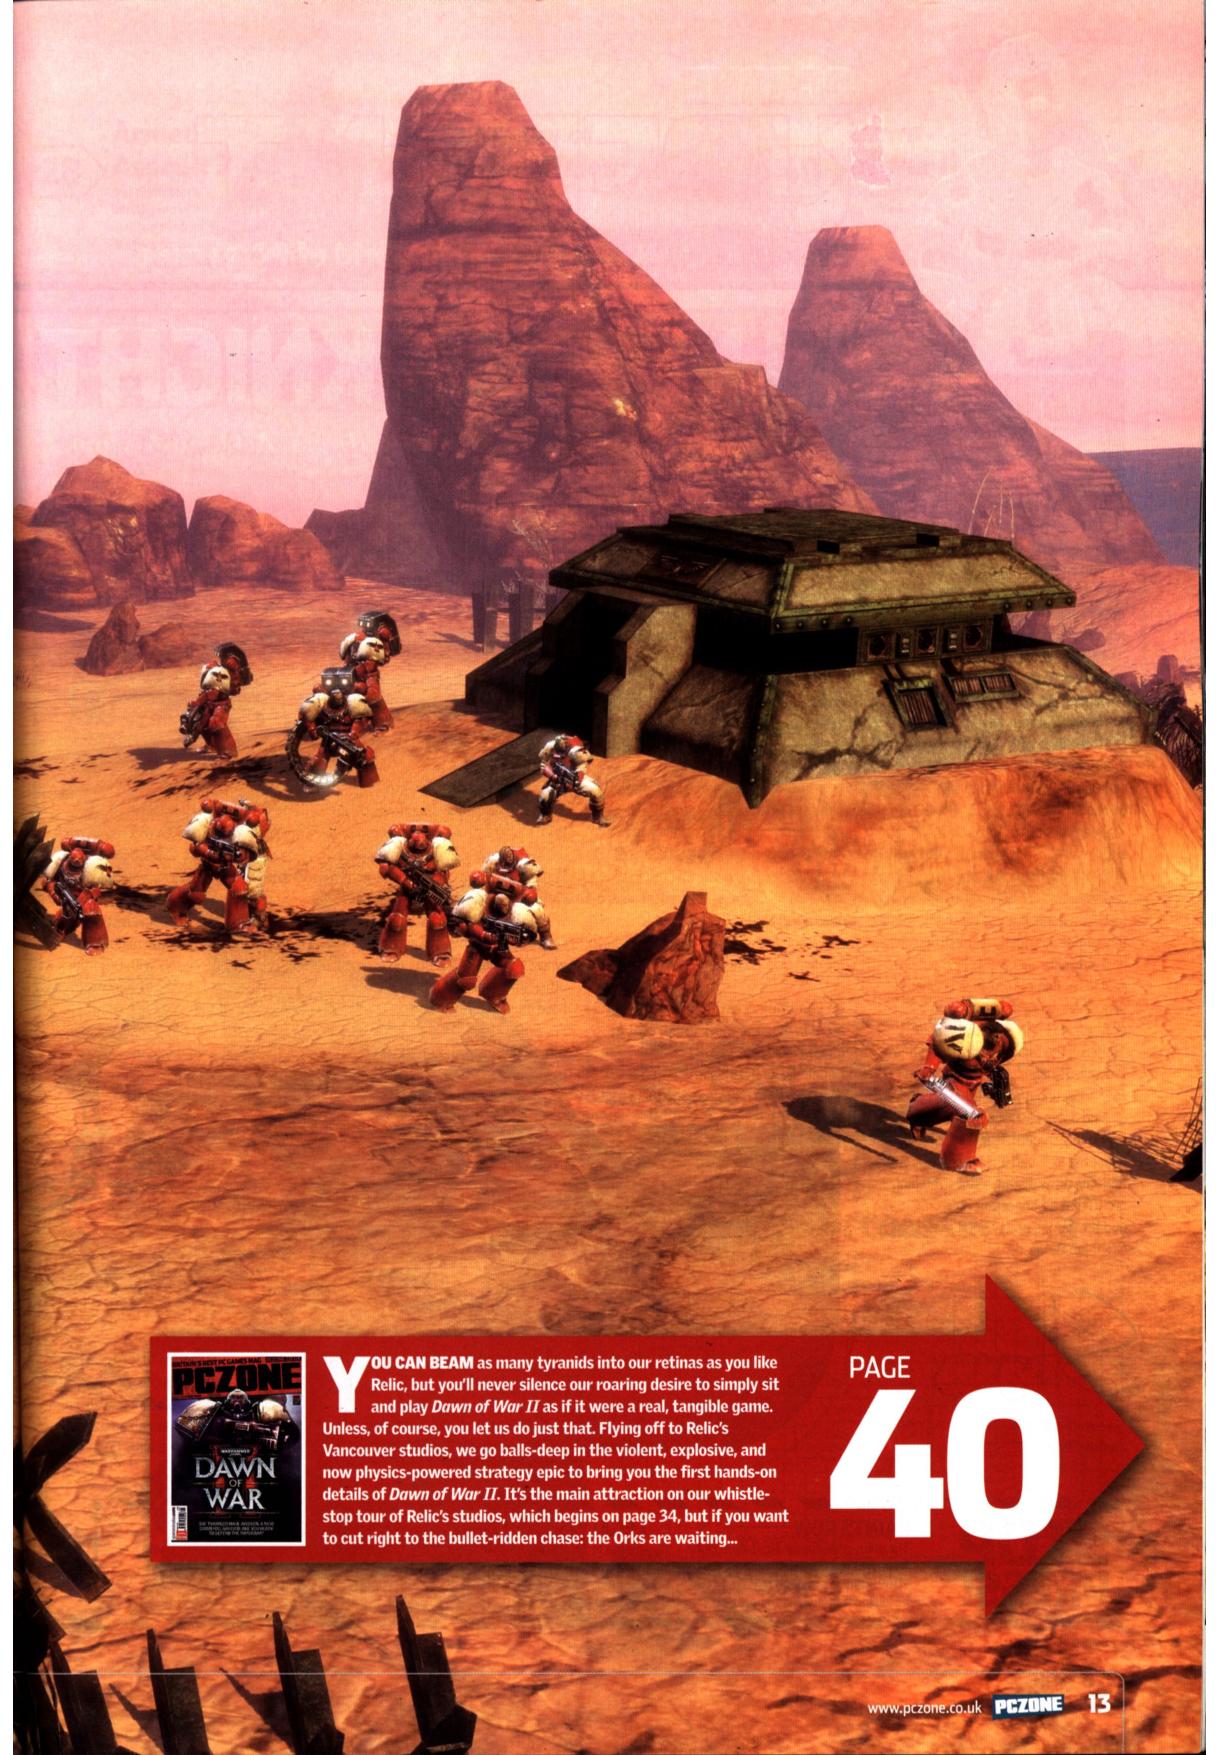 BRITAIN'S BEST PC GAMES MAG
PCZONE
DAWN
OF
WAR
YOU CAN BEAM as many tyranids into our retinas as you like
Relic, but you'll never silence our roaring desire to simply sit
and play Dawn of War II as if it were a real, tangible game.
Unless, of course, you let us do just that. Flying off to Relic's
Vancouver studios, we go balls-deep in the violent, explosive, and
now physics-powered strategy epic to bring you the first hands-on
details of Dawn of War II. It's the main attraction on our whistle-
stop tour of Relic's studios, which begins on page 34, but if you want
to cut right to the bullet-ridden chase: the Orks are waiting...
PAGE
40
www.pczone.co.uk PCZONE 13